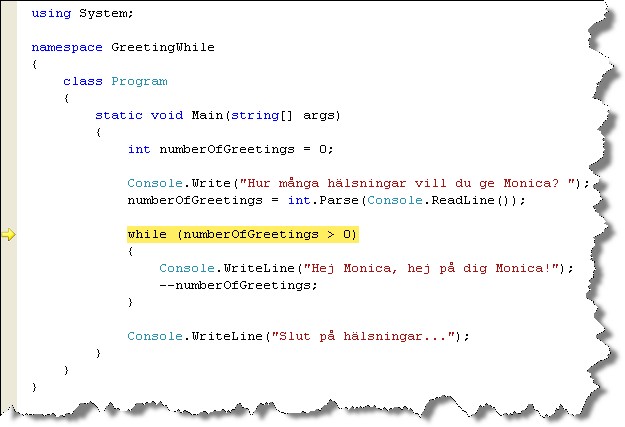 using System;
namespace GreetingWhile
{
class Program
{
static void Main(string[] args)
{
int numberOfGreetings = 0;
Console.Write("Hur många hälsningar vill du ge Monica? ");
numberOfGreetings = int.Parse(Console.ReadLine());
while (numberOfGreetings > 0)
{
Console.WriteLine("Hej Monica, hej på dig Monica!");
--numberOfGreetings;
}
Console.WriteLine("Slut på hälsningar...");
}
}
}